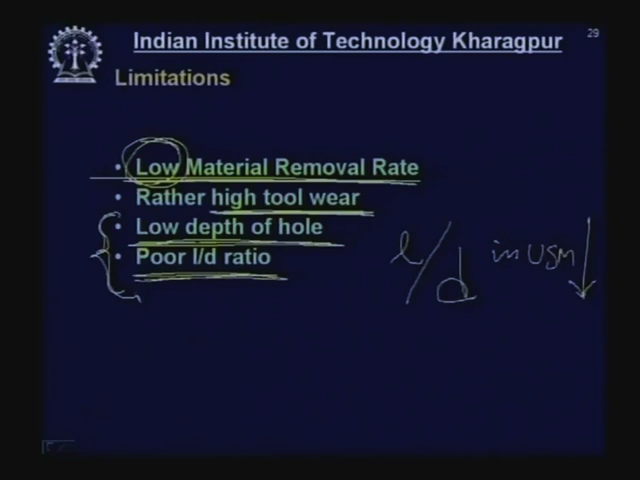 Indian Institute of Technology Kharagpur
29
Limitations
• Low Material Removal Rate
• Rather high tool wear
• Low depth of hole
• Poor l/d ratio
l/d in USM ↓